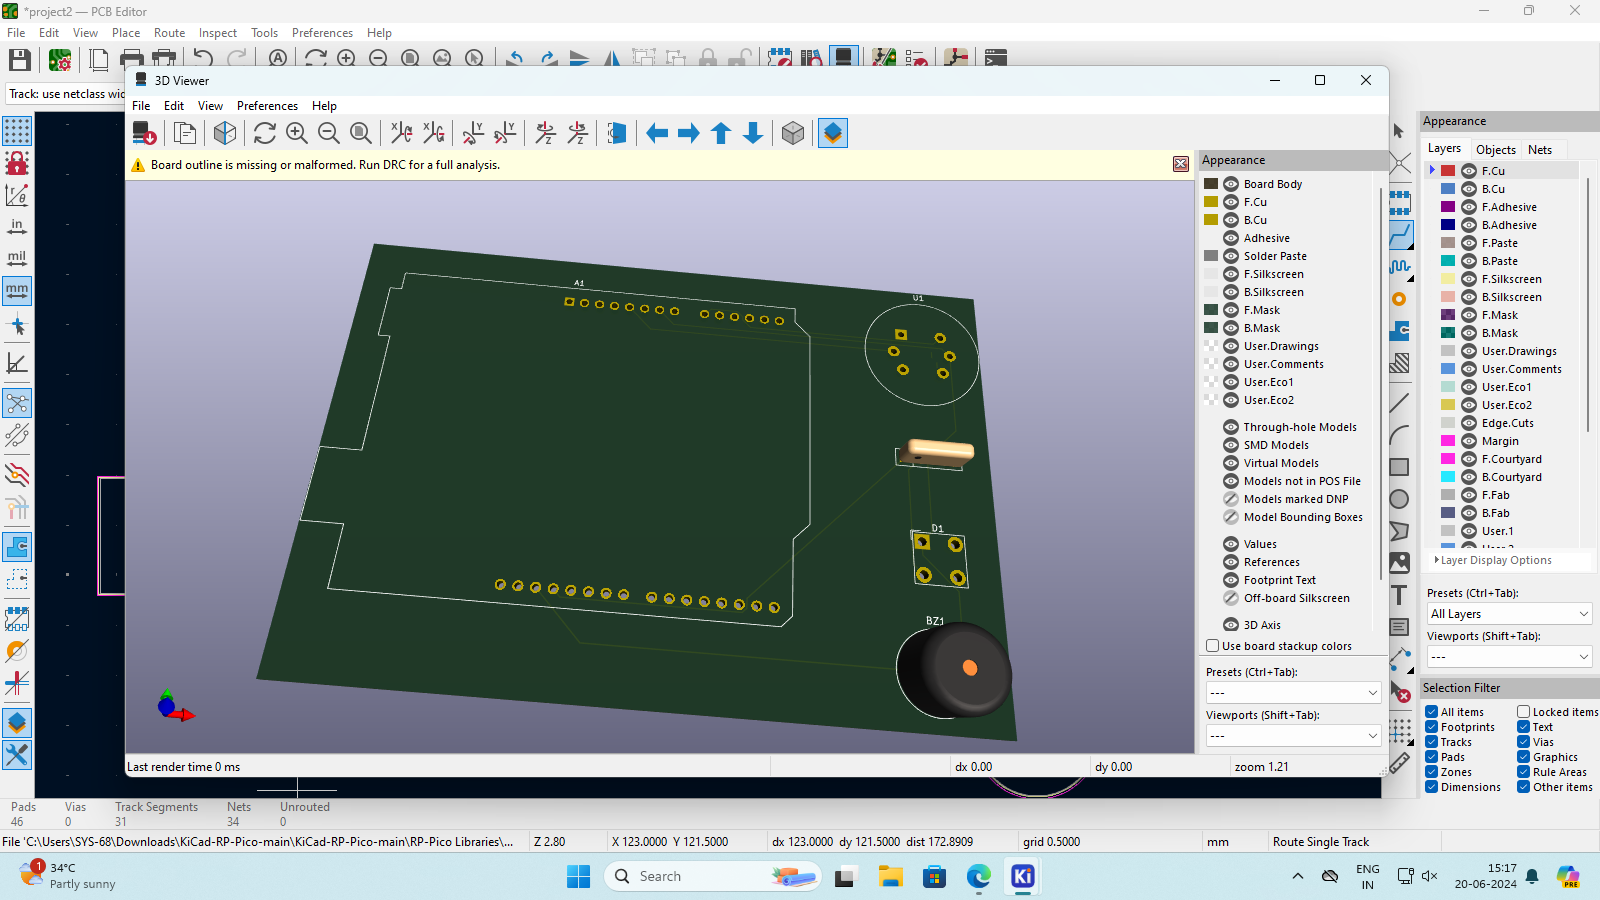 *project2 — PCB Editor
File Edit View Place Route Inspect Tools Preferences Help
Track: use netclass wid
3D Viewer
File Edit View Preferences Help
Board outline is missing or malformed. Run DRC for a full analysis.
A1
U1
D1
BZ1
Appearance
Board Body
F.Cu
B.Cu
Adhesive
Solder Paste
F.Silkscreen
B.Silkscreen
F.Mask
B.Mask
User.Drawings
User.Comments
User.Eco1
User.Eco2
Through-hole Models
SMD Models
Virtual Models
Models not in POS File
Models marked DNP
Model Bounding Boxes
Values
References
Footprint Text
Off-board Silkscreen
3D Axis
Use board stackup colors
Presets (Ctrl+Tab):
---
Viewports (Shift+Tab):
---
Last render time 0 ms dx 0.00 dy 0.00 zoom 1.21
in
mil
mm
Appearance
Layers Objects Nets
F.Cu
B.Cu
F.Adhesive
B.Adhesive
F.Paste
B.Paste
F.Silkscreen
B.Silkscreen
F.Mask
B.Mask
User.Drawings
User.Comments
User.Eco1
User.Eco2
Edge.Cuts
Margin
F.Courtyard
B.Courtyard
F.Fab
B.Fab
User.1
Layer Display Options
Presets (Ctrl+Tab):
All Layers
Viewports (Shift+Tab):
---
Selection Filter
All items Locked items
Footprints Text
Tracks Vias
Pads Graphics
Zones Rule Areas
Dimensions Other items
Pads Vias Track Segments Nets Unrouted
46 0 31 34 0
File 'C:\Users\SYS-68\Downloads\KiCad-RP-Pico-main\KiCad-RP-Pico-main\RP-Pico Libraries\... Z 2.80 X 123.0000 Y 121.5000 dx 123.0000 dy 121.5000 dist 172.8909 grid 0.5000 mm Route Single Track
1
34°C
Partly sunny
Search
Ki
ENG
IN
15:17
20-06-2024
PRE